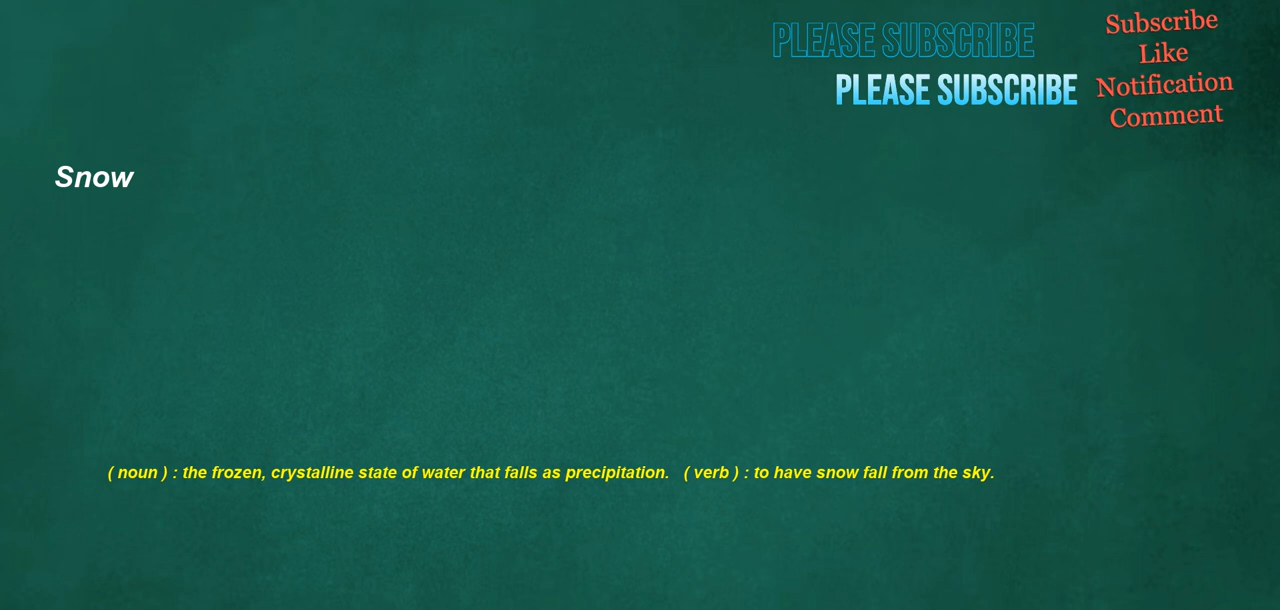 PLEASE SUBSCRIBE
PLEASE SUBSCRIBE
Subscribe
Like
Notification
Comment
Snow
( noun ) : the frozen, crystalline state of water that falls as precipitation.   ( verb ) : to have snow fall from the sky.